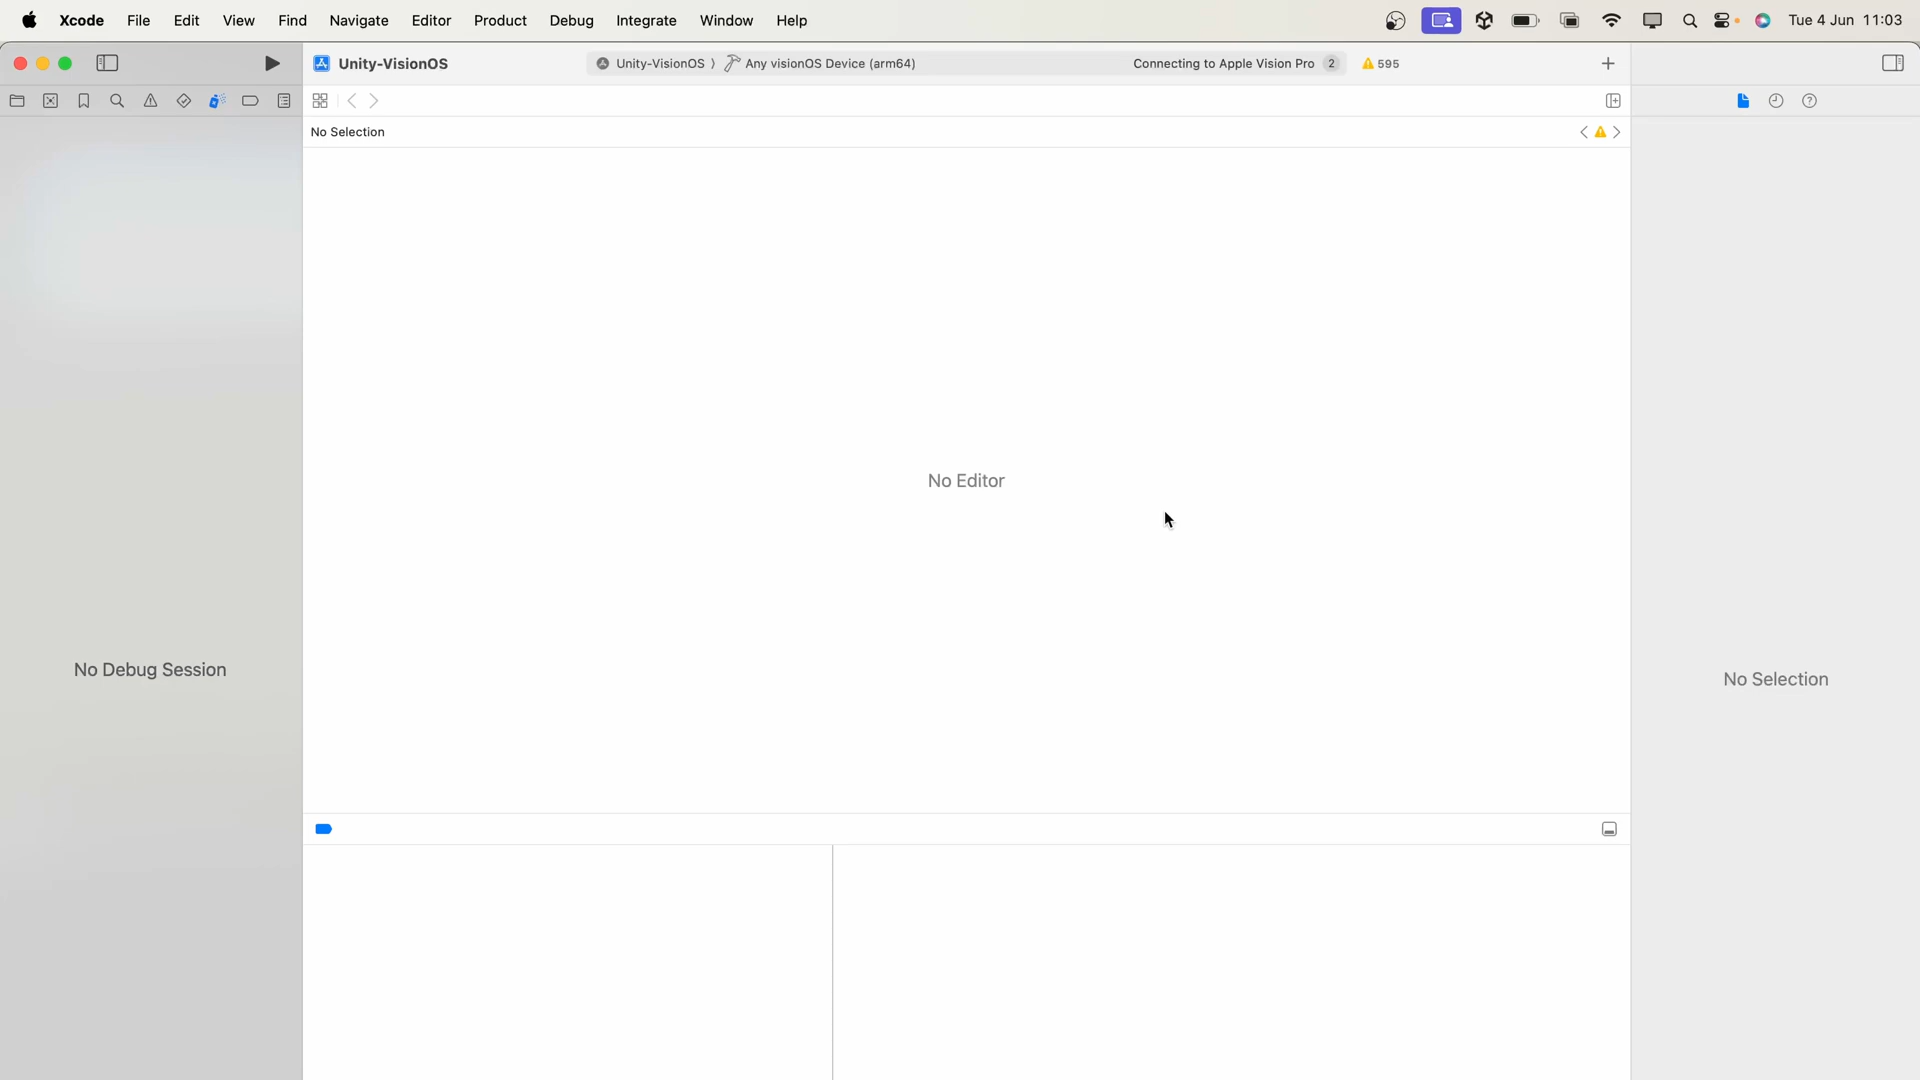 Xcode File Edit View Find Navigate Editor Product Debug Integrate Window Help Tue 4 Jun 11:03
Unity-VisionOS Unity-VisionOS ⟩ Any visionOS Device (arm64) Connecting to Apple Vision Pro 2 595
No Selection
No Editor
No Debug Session
No Selection